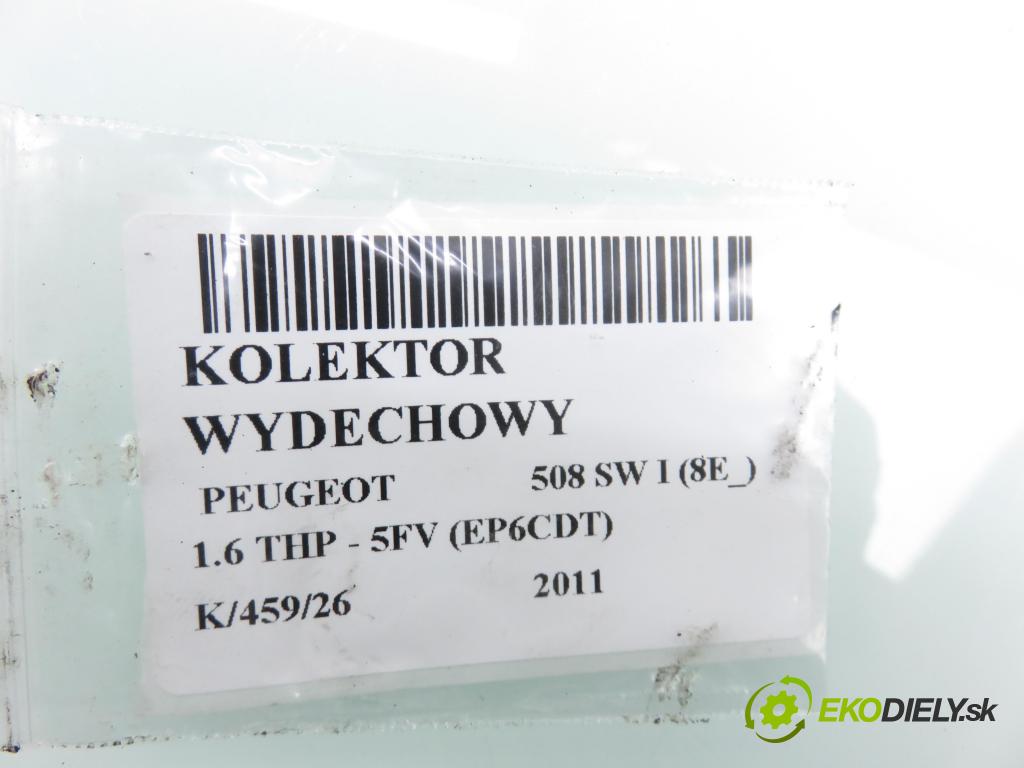 KOLEKTOR
WYDECHOWY
PEUGEOT 508 SW I (8E_)
1.6 THP - 5FV (EP6CDT)
K/459/26 2011
EKODIELY.sk